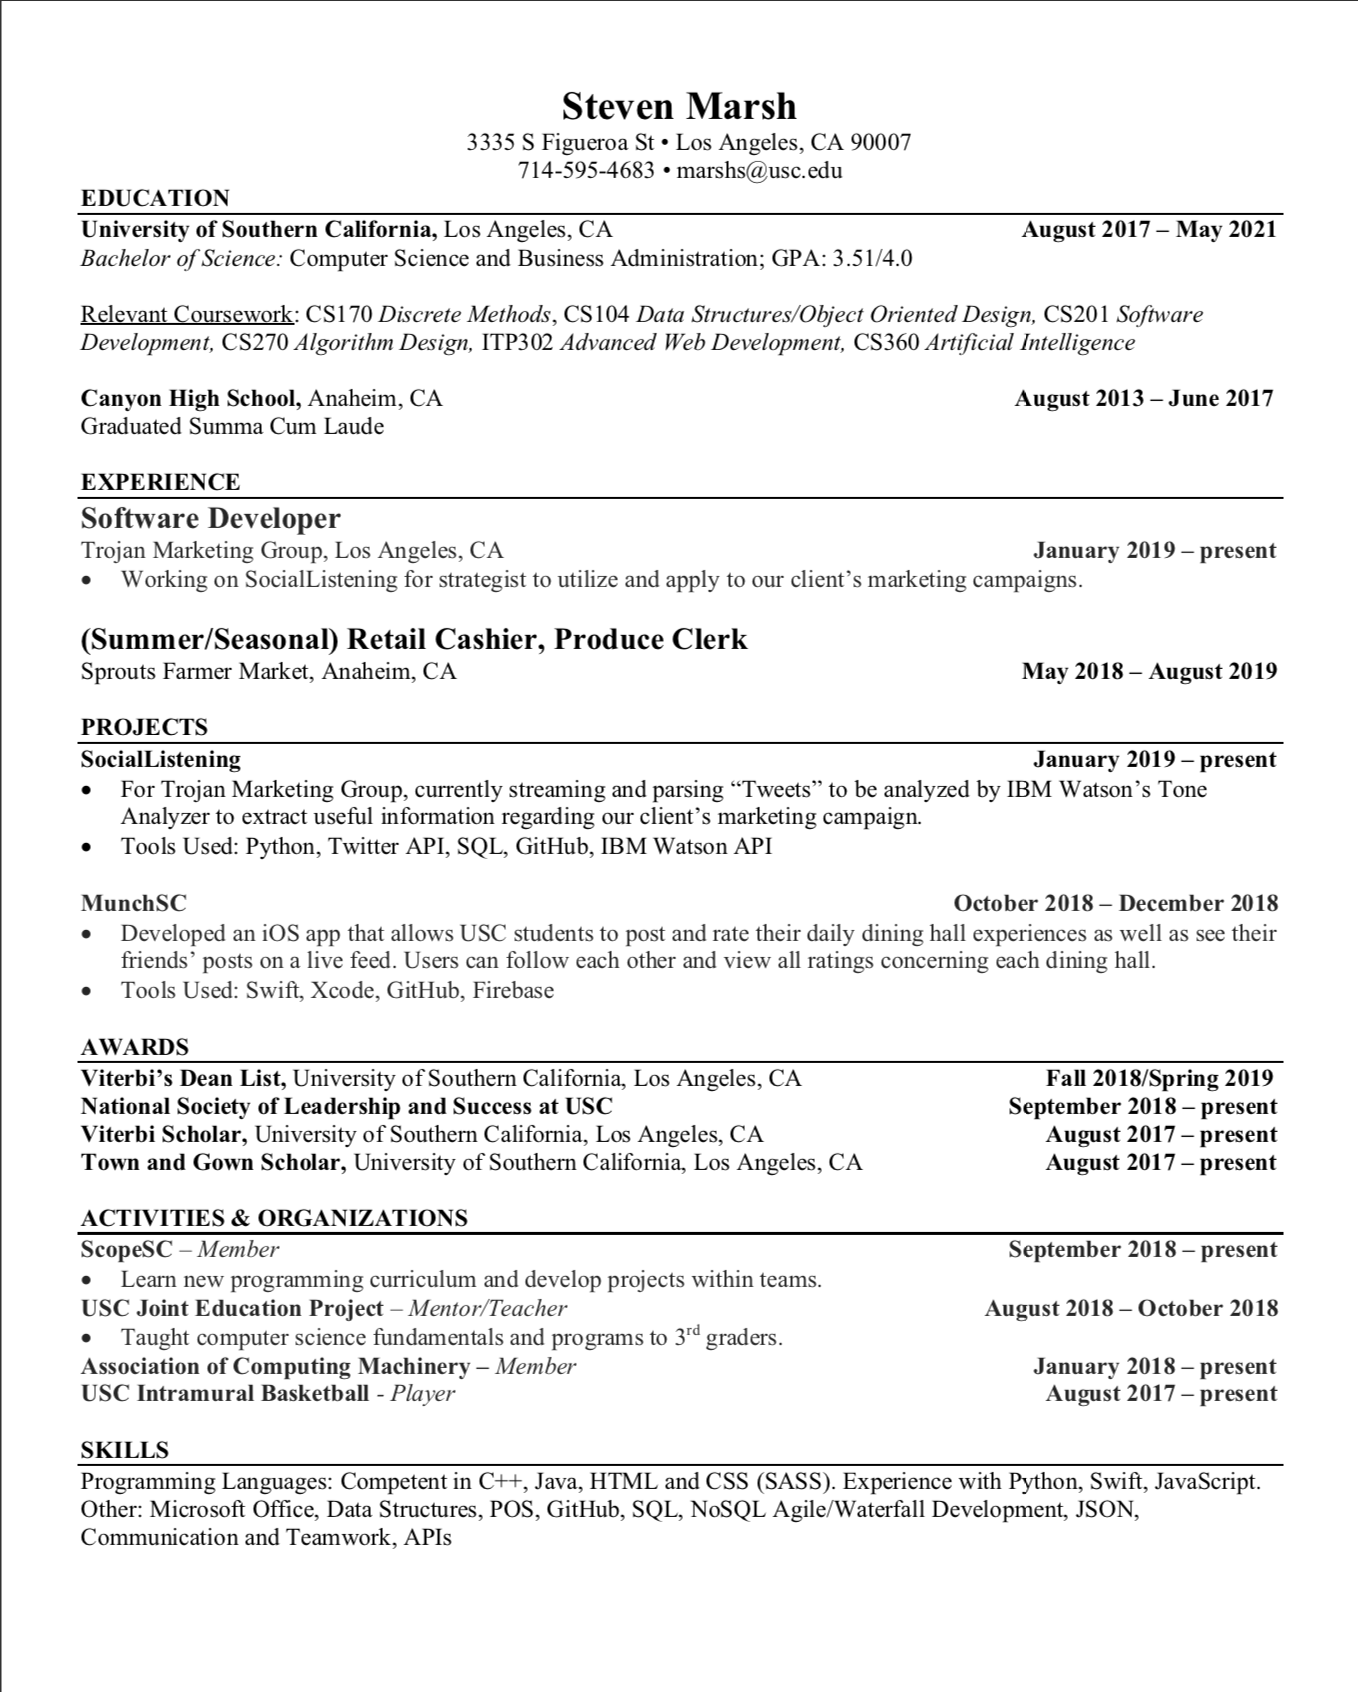 Steven Marsh
3335 S Figueroa St • Los Angeles, CA 90007
714-595-4683 • marshs@usc.edu
EDUCATION
University of Southern California, Los Angeles, CA August 2017 – May 2021
Bachelor of Science: Computer Science and Business Administration; GPA: 3.51/4.0
Relevant Coursework: CS170 Discrete Methods, CS104 Data Structures/Object Oriented Design, CS201 Software
Development, CS270 Algorithm Design, ITP302 Advanced Web Development, CS360 Artificial Intelligence
Canyon High School, Anaheim, CA August 2013 – June 2017
Graduated Summa Cum Laude
EXPERIENCE
Software Developer
Trojan Marketing Group, Los Angeles, CA January 2019 – present
• Working on SocialListening for strategist to utilize and apply to our client’s marketing campaigns.
(Summer/Seasonal) Retail Cashier, Produce Clerk
Sprouts Farmer Market, Anaheim, CA May 2018 – August 2019
PROJECTS
SocialListening January 2019 – present
• For Trojan Marketing Group, currently streaming and parsing “Tweets” to be analyzed by IBM Watson’s Tone
Analyzer to extract useful information regarding our client’s marketing campaign.
• Tools Used: Python, Twitter API, SQL, GitHub, IBM Watson API
MunchSC October 2018 – December 2018
• Developed an iOS app that allows USC students to post and rate their daily dining hall experiences as well as see their
friends’ posts on a live feed. Users can follow each other and view all ratings concerning each dining hall.
• Tools Used: Swift, Xcode, GitHub, Firebase
AWARDS
Viterbi’s Dean List, University of Southern California, Los Angeles, CA Fall 2018/Spring 2019
National Society of Leadership and Success at USC September 2018 – present
Viterbi Scholar, University of Southern California, Los Angeles, CA August 2017 – present
Town and Gown Scholar, University of Southern California, Los Angeles, CA August 2017 – present
ACTIVITIES & ORGANIZATIONS
ScopeSC – Member September 2018 – present
• Learn new programming curriculum and develop projects within teams.
USC Joint Education Project – Mentor/Teacher August 2018 – October 2018
• Taught computer science fundamentals and programs to 3rd graders.
Association of Computing Machinery – Member January 2018 – present
USC Intramural Basketball - Player August 2017 – present
SKILLS
Programming Languages: Competent in C++, Java, HTML and CSS (SASS). Experience with Python, Swift, JavaScript.
Other: Microsoft Office, Data Structures, POS, GitHub, SQL, NoSQL Agile/Waterfall Development, JSON,
Communication and Teamwork, APIs